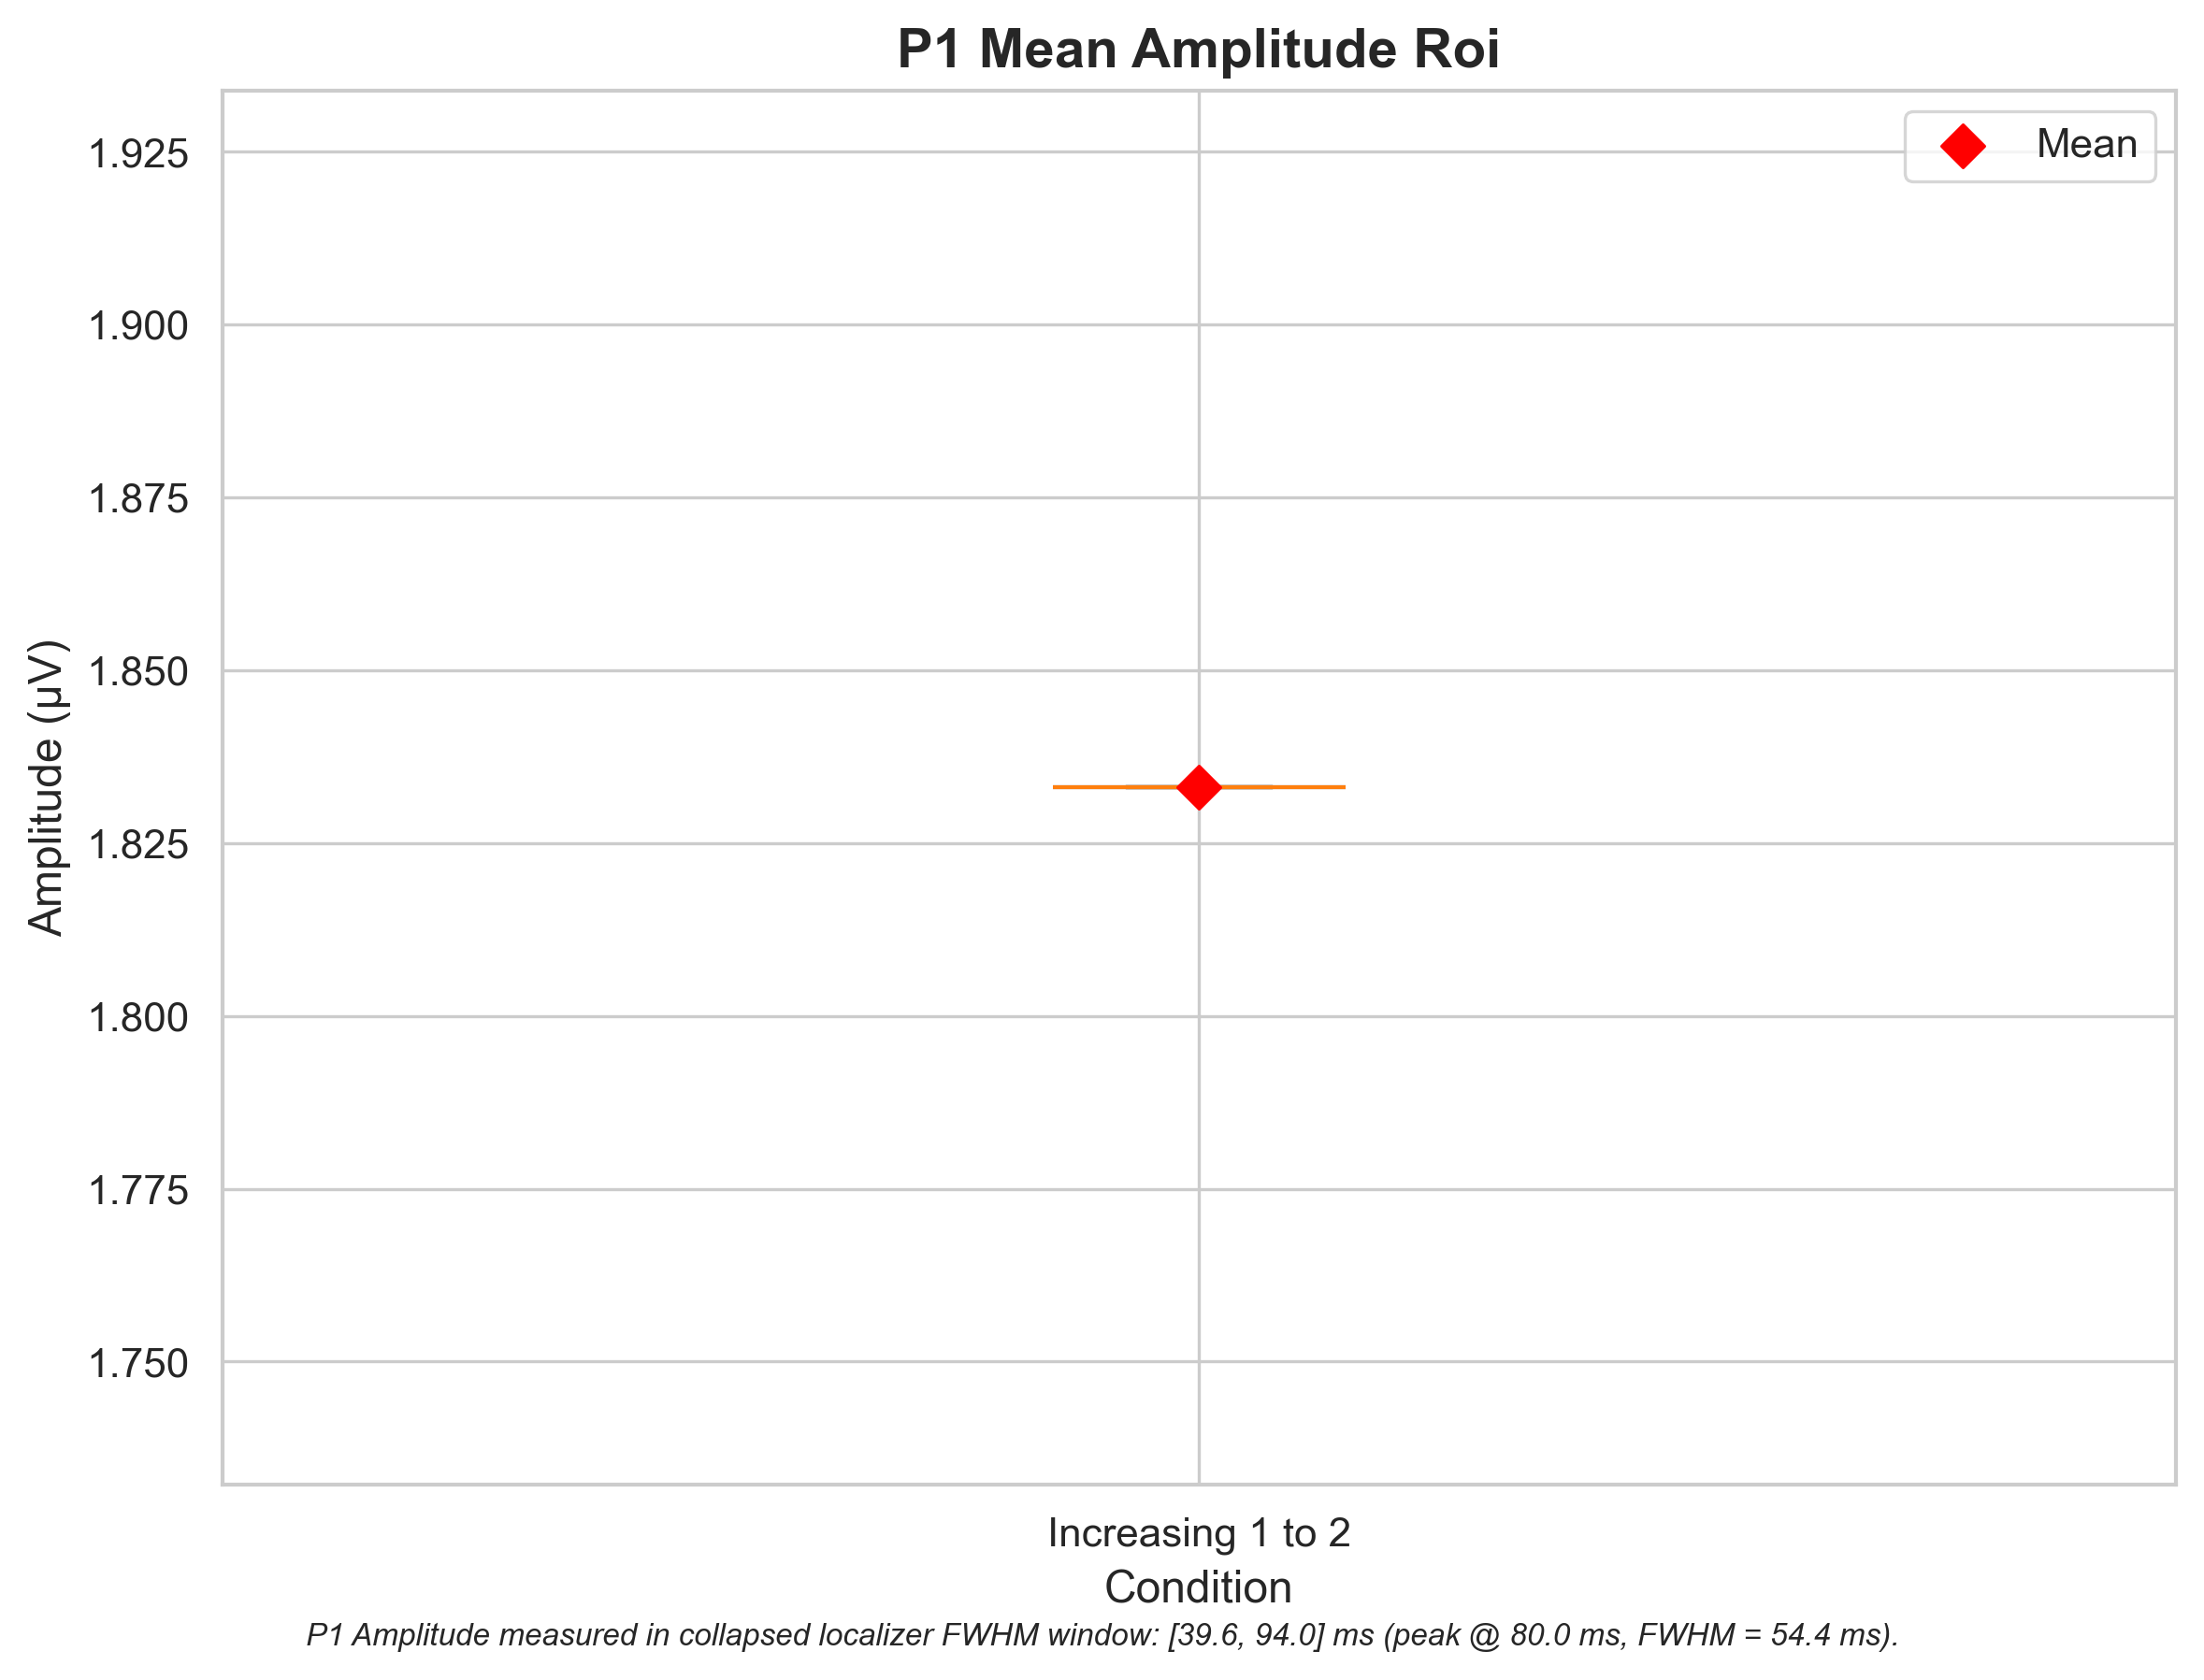 P1 Mean Amplitude Roi
Mean
1.925
1.900
1.875
1.850
1.825
1.800
1.775
1.750
Amplitude (µV)
Increasing 1 to 2
Condition
P1 Amplitude measured in collapsed localizer FWHM window: [39.6, 94.0] ms (peak @ 80.0 ms, FWHM = 54.4 ms).